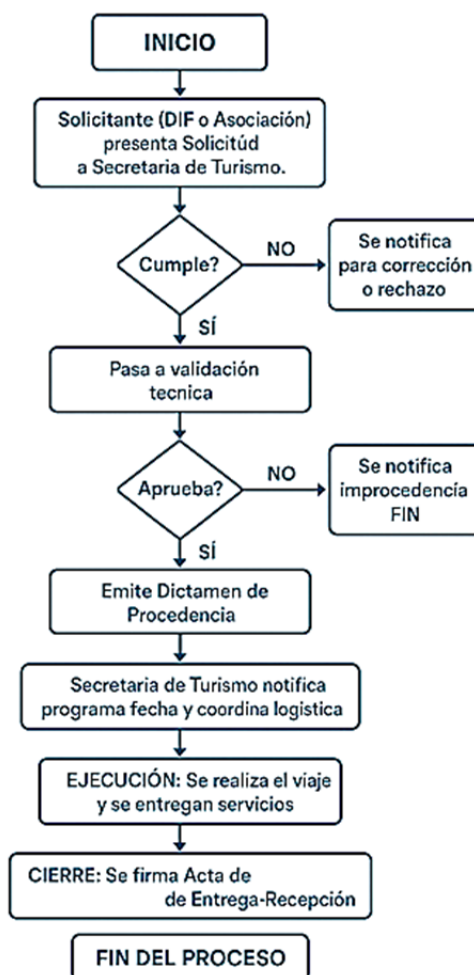 INICIO
Solicitante (DIF o Asociación)
presenta Solicitúd
a Secretaria de Turismo.
Cumple?
NO
Se notifica
para corrección
o rechazo
SÍ
Pasa a validación
tecnica
Aprueba?
NO
Se notifica
improcedencía
FIN
SÍ
Emite Dictamen de
Procedencia
Secretaria de Turismo notifica
programa fecha y coordina logistica
EJECUCIÓN: Se realiza el viaje
y se entregan servicios
CIERRE: Se firma Acta de
de Entrega-Recepción
FIN DEL PROCESO